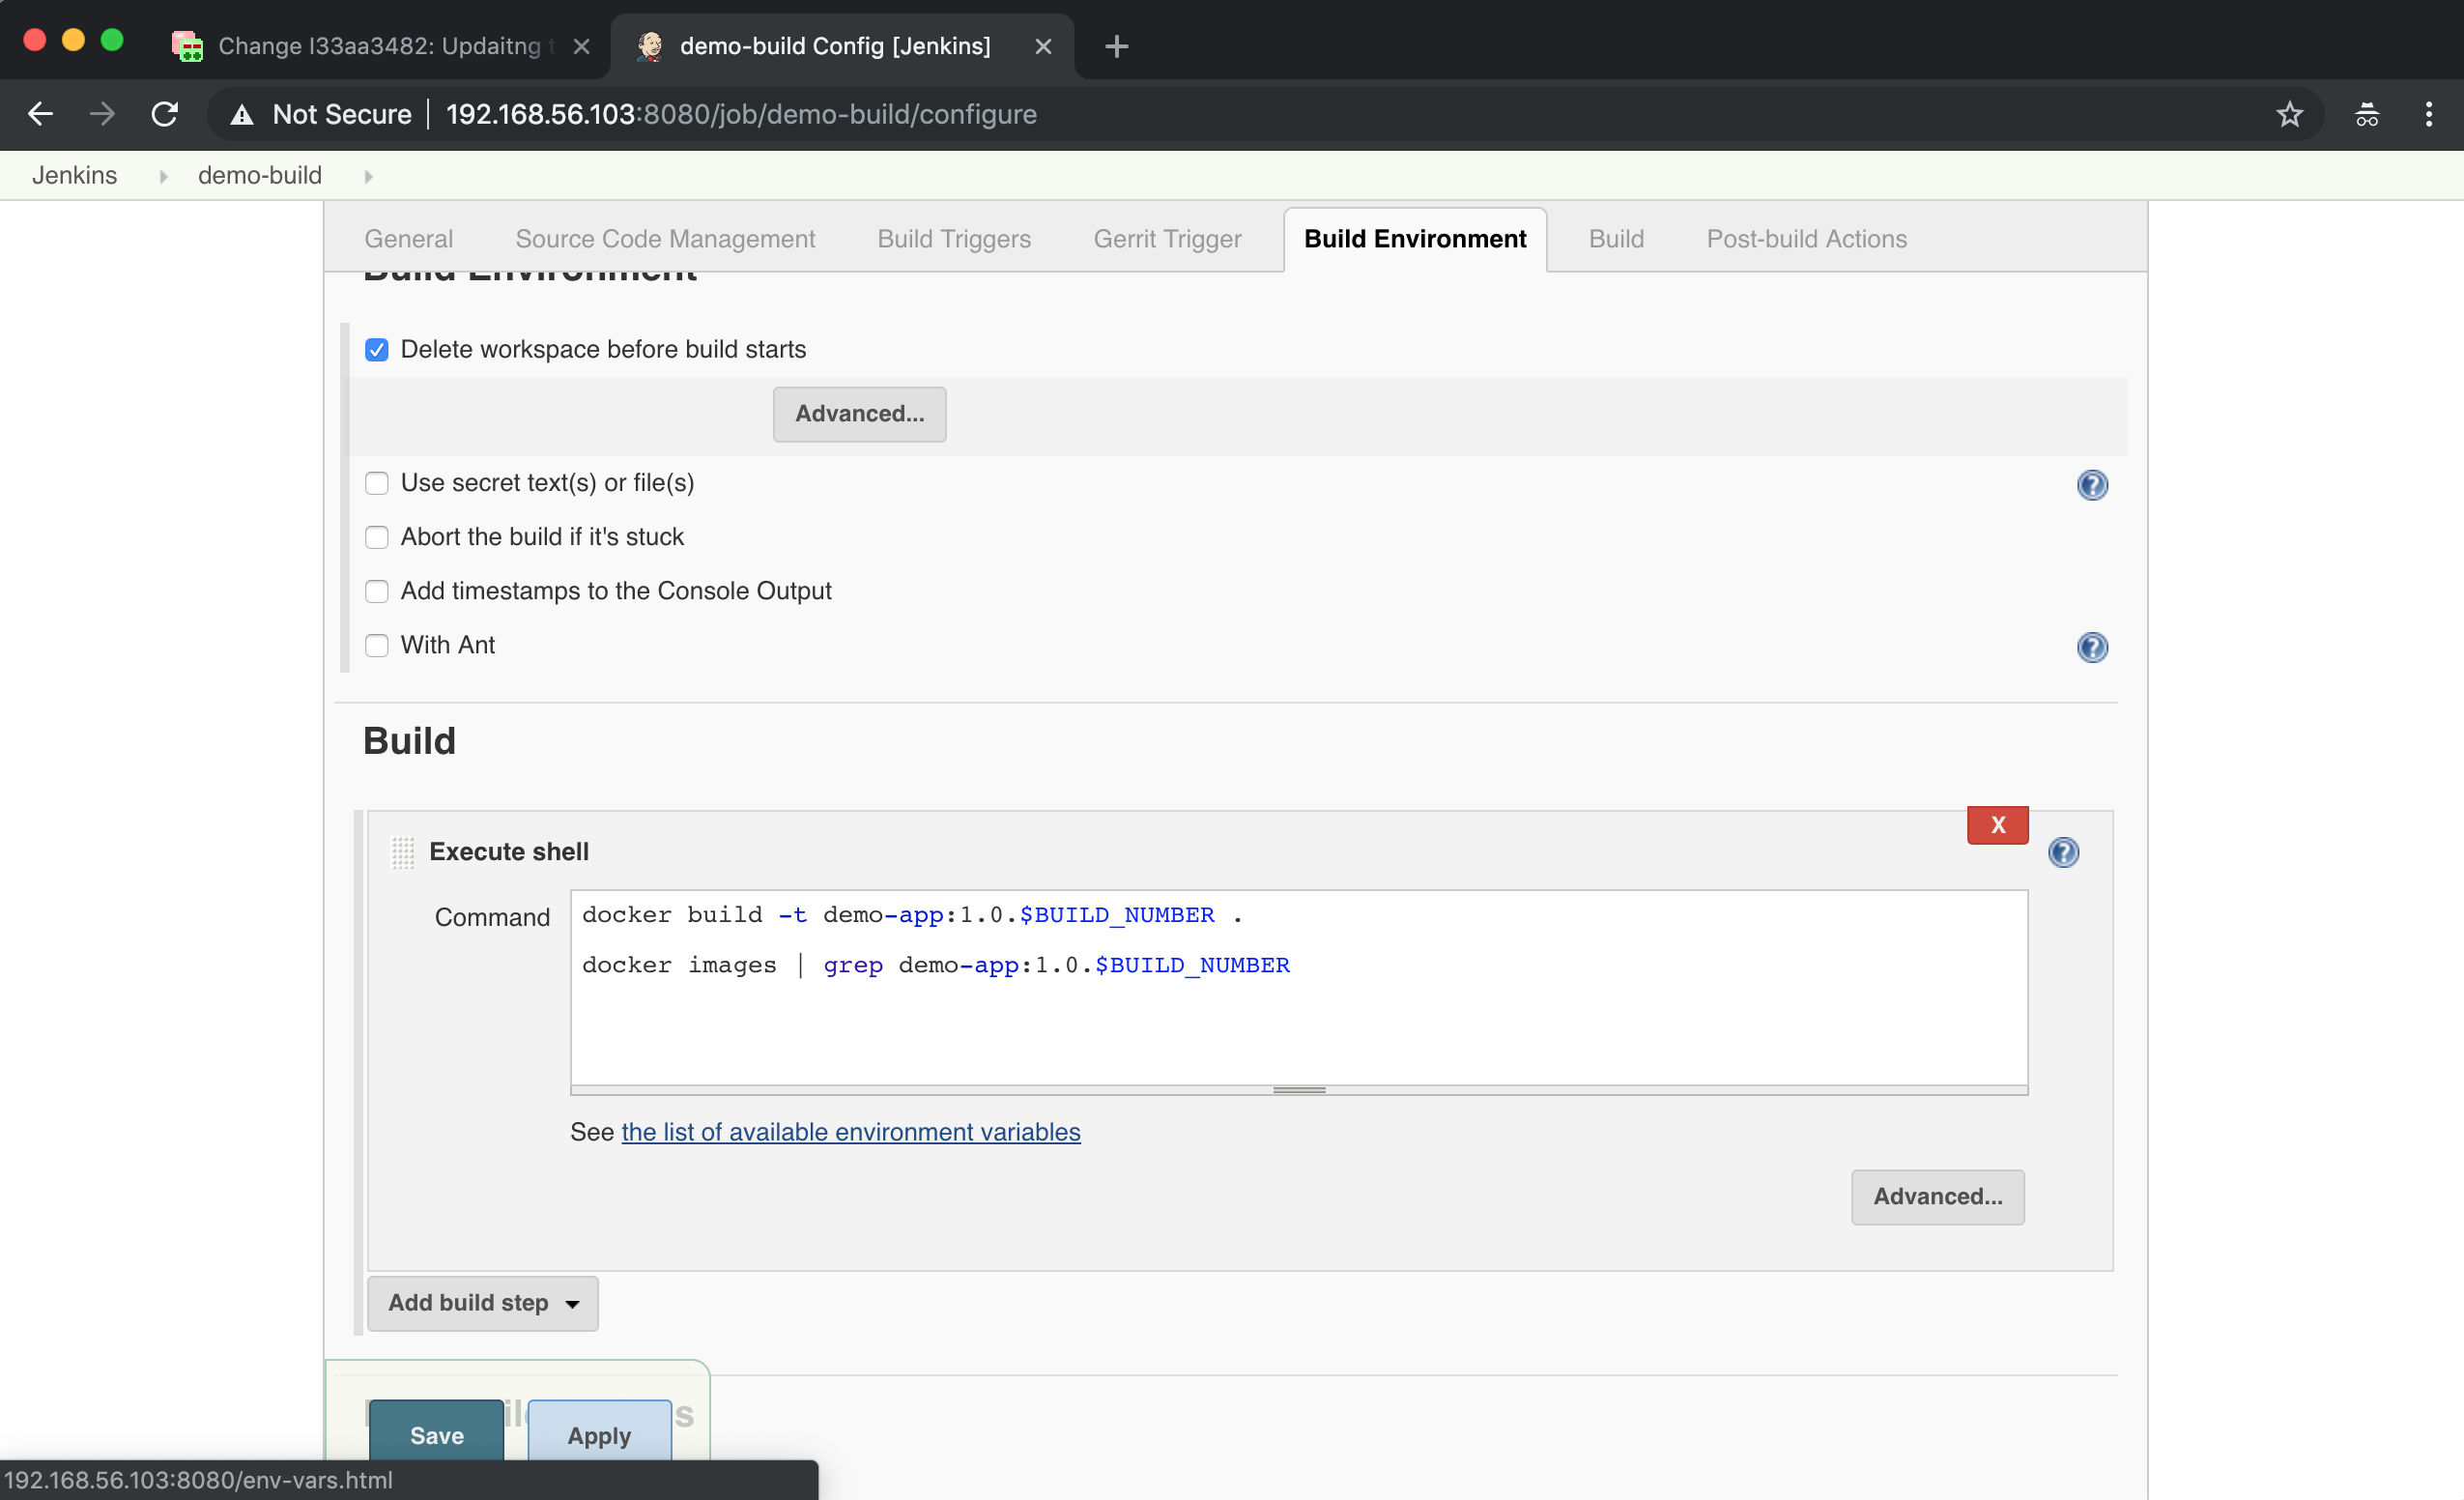 Change I33aa3482: Updaitng t
demo-build Config [Jenkins]
Not Secure | 192.168.56.103:8080/job/demo-build/configure
Jenkins demo-build
General Source Code Management Build Triggers Gerrit Trigger Build Environment Build Post-build Actions
Build Environment
Delete workspace before build starts
Advanced...
Use secret text(s) or file(s)
Abort the build if it's stuck
Add timestamps to the Console Output
With Ant
Build
X
Execute shell
Command
docker build -t demo-app:1.0.$BUILD_NUMBER .
docker images | grep demo-app:1.0.$BUILD_NUMBER
See the list of available environment variables
Advanced...
Add build step
Save Apply
192.168.56.103:8080/env-vars.html